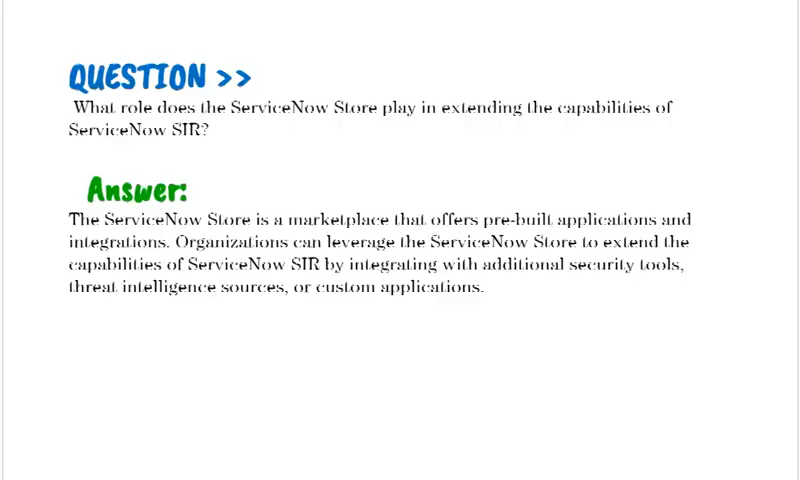 QUESTION >>
What role does the ServiceNow Store play in extending the capabilities of
ServiceNow SIR?
Answer:
The ServiceNow Store is a marketplace that offers pre-built applications and
integrations. Organizations can leverage the ServiceNow Store to extend the
capabilities of ServiceNow SIR by integrating with additional security tools,
threat intelligence sources, or custom applications.